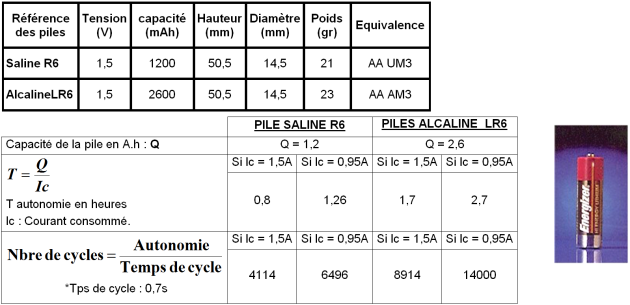 Référence des piles Tension (V) capacité (mAh) Hauteur (mm) Diamètre (mm) Poids (gr) Equivalence
Saline R6 1,5 1200 50,5 14,5 21 AA UM3
AlcalineLR6 1,5 2600 50,5 14,5 23 AA AM3
PILE SALINE R6 PILES ALCALINE LR6
Capacité de la pile en A.h : Q Q = 1,2 Q = 2,6
T = Q / Ic Si Ic = 1,5A Si Ic = 0,95A Si Ic = 1,5A Si Ic = 0,95A
T autonomie en heures 0,8 1,26 1,7 2,7
Ic : Courant consommé.
Nbre de cycles = Autonomie / Temps de cycle Si Ic = 1,5A Si Ic = 0,95A Si Ic = 1,5A Si Ic = 0,95A
*Tps de cycle : 0,7s 4114 6496 8914 14000
Energizer